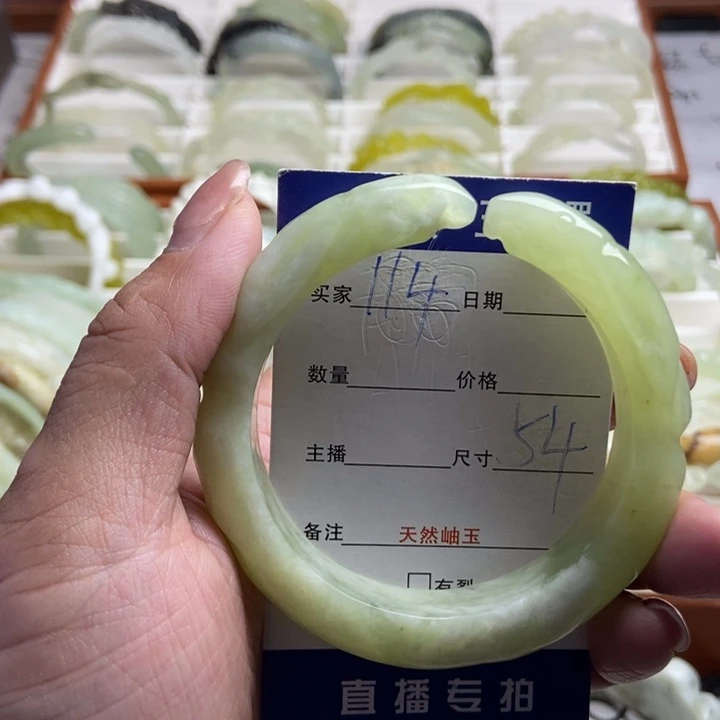 买家 114 日期
数量 价格
主播 尺寸 54
备注 天然岫玉
□有裂
直播专拍